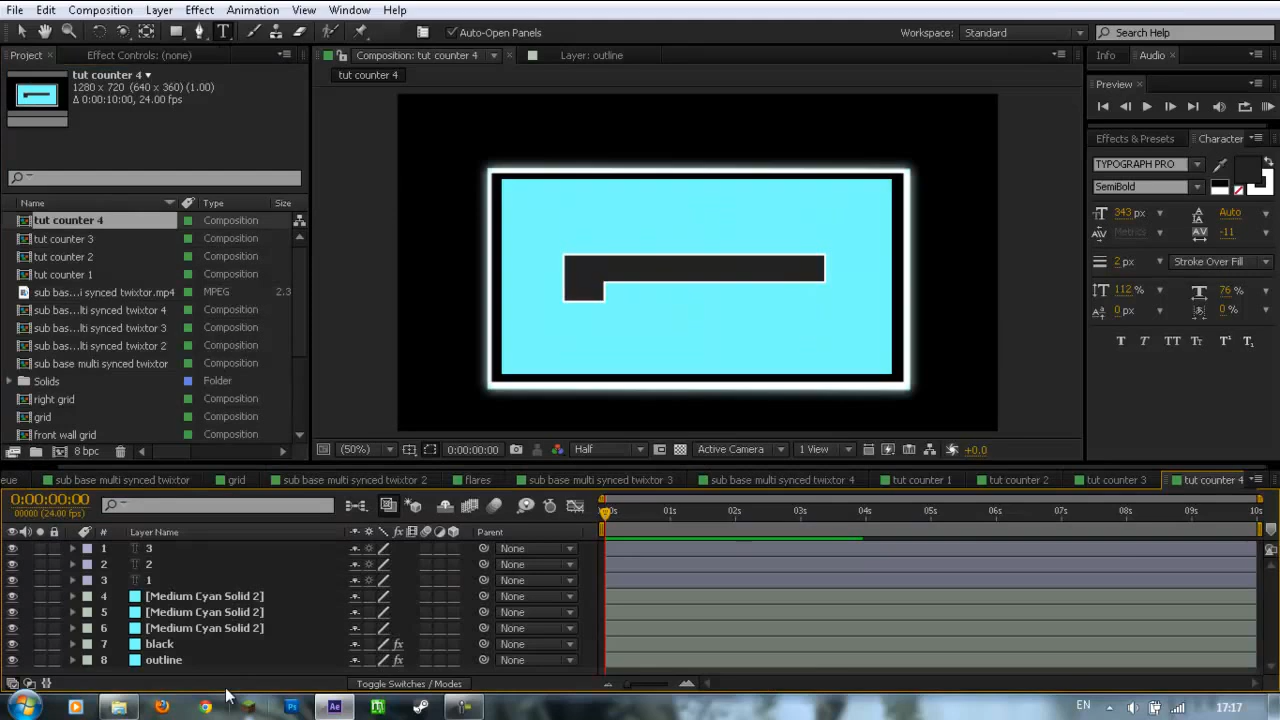 File Edit Composition Layer Effect Animation View Window Help
Auto-Open Panels
Workspace: Standard
Search Help
Project
Effect Controls: (none)
Composition: tut counter 4
Layer: outline
Info
Audio
tut counter 4
1280 x 720 (640 x 360) (1.00)
Δ 0:00:10:00, 24.00 fps
tut counter 4
Preview
Effects & Presets
Character
TYPOGRAPH PRO
SemiBold
343 px
Auto
Metrics
-11
2 px
Stroke Over Fill
112 %
76 %
0 px
0 %
T T TT Tт T¹ T₁
Name Type Size
tut counter 4 Composition
tut counter 3 Composition
tut counter 2 Composition
tut counter 1 Composition
sub bas...i synced twixtor.mp4 MPEG 2.3
sub bas...lti synced twixtor 4 Composition
sub bas...lti synced twixtor 3 Composition
sub bas...lti synced twixtor 2 Composition
sub base multi synced twixtor Composition
Solids Folder
right grid Composition
grid Composition
front wall grid Composition
8 bpc
(50%)
0:00:00:00
Half
Active Camera
1 View
+0.0
eue
sub base multi synced twixtor
grid
sub base multi synced twixtor 2
flares
sub base multi synced twixtor 3
sub base multi synced twixtor 4
tut counter 1
tut counter 2
tut counter 3
tut counter 4
0:00:00:00
00000 (24.00 fps)
00s 01s 02s 03s 04s 05s 06s 07s 08s 09s 10s
# Layer Name Parent
1 T 3 None
2 T 2 None
3 T 1 None
4 [Medium Cyan Solid 2] None
5 [Medium Cyan Solid 2] None
6 [Medium Cyan Solid 2] None
7 black fx None
8 outline fx None
Toggle Switches / Modes
Ps
Ae
EN
17:17